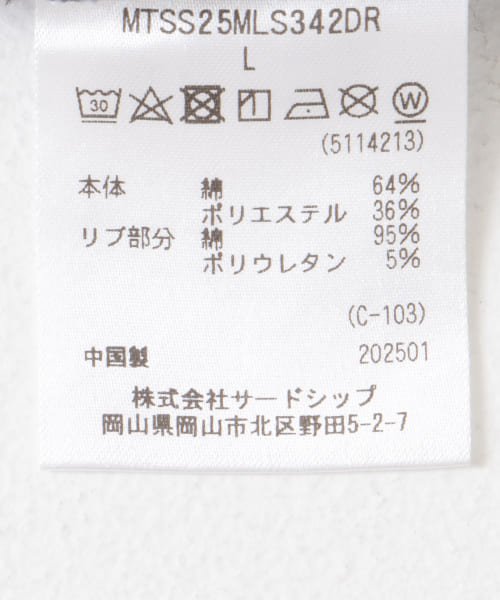 MTSS25MLS342DR
L
30 W
(5114213)
本体 綿 64%
ポリエステル 36%
リブ部分 綿 95%
ポリウレタン 5%
(C-103)
中国製 202501
株式会社サードシップ
岡山県岡山市北区野田5-2-7